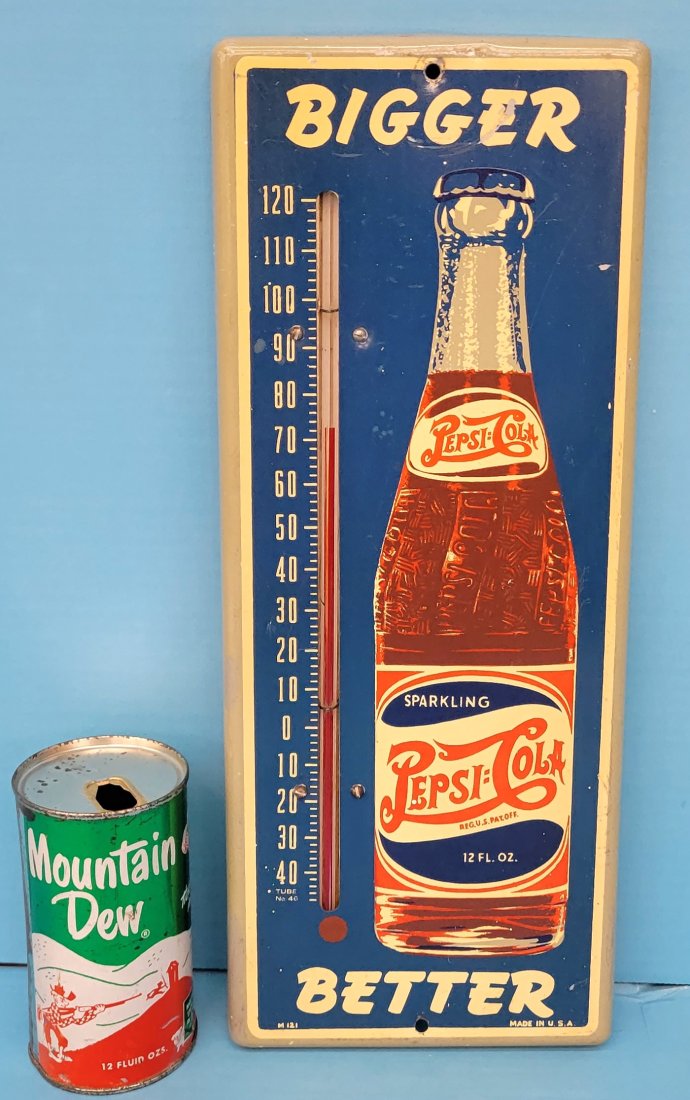 BIGGER
120
110
100
90
80
70
60
50
40
30
20
10
0
10
20
30
40
TUBE
No 46
PEPSI=COLA
SPARKLING
PEPSI=COLA
REG.U.S.PAT.OFF.
12 FL. OZ.
BETTER
M 121
MADE IN U.S.A.
Mountain
Dew®
12 FLUID OZS.